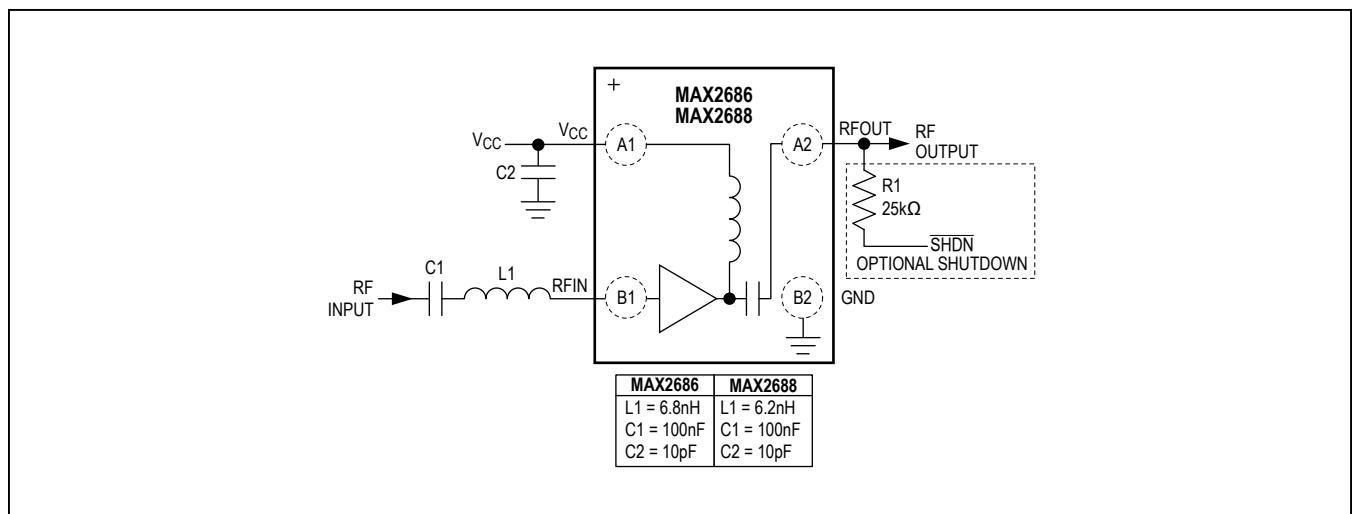 +
MAX2686
MAX2688
VCC
VCC
A1
A2
RFOUT
RF
OUTPUT
C2
R1
25kΩ
SHDN
OPTIONAL SHUTDOWN
RF
INPUT
C1
L1
RFIN
B1
B2
GND
MAX2686 MAX2688
L1 = 6.8nH L1 = 6.2nH
C1 = 100nF C1 = 100nF
C2 = 10pF C2 = 10pF